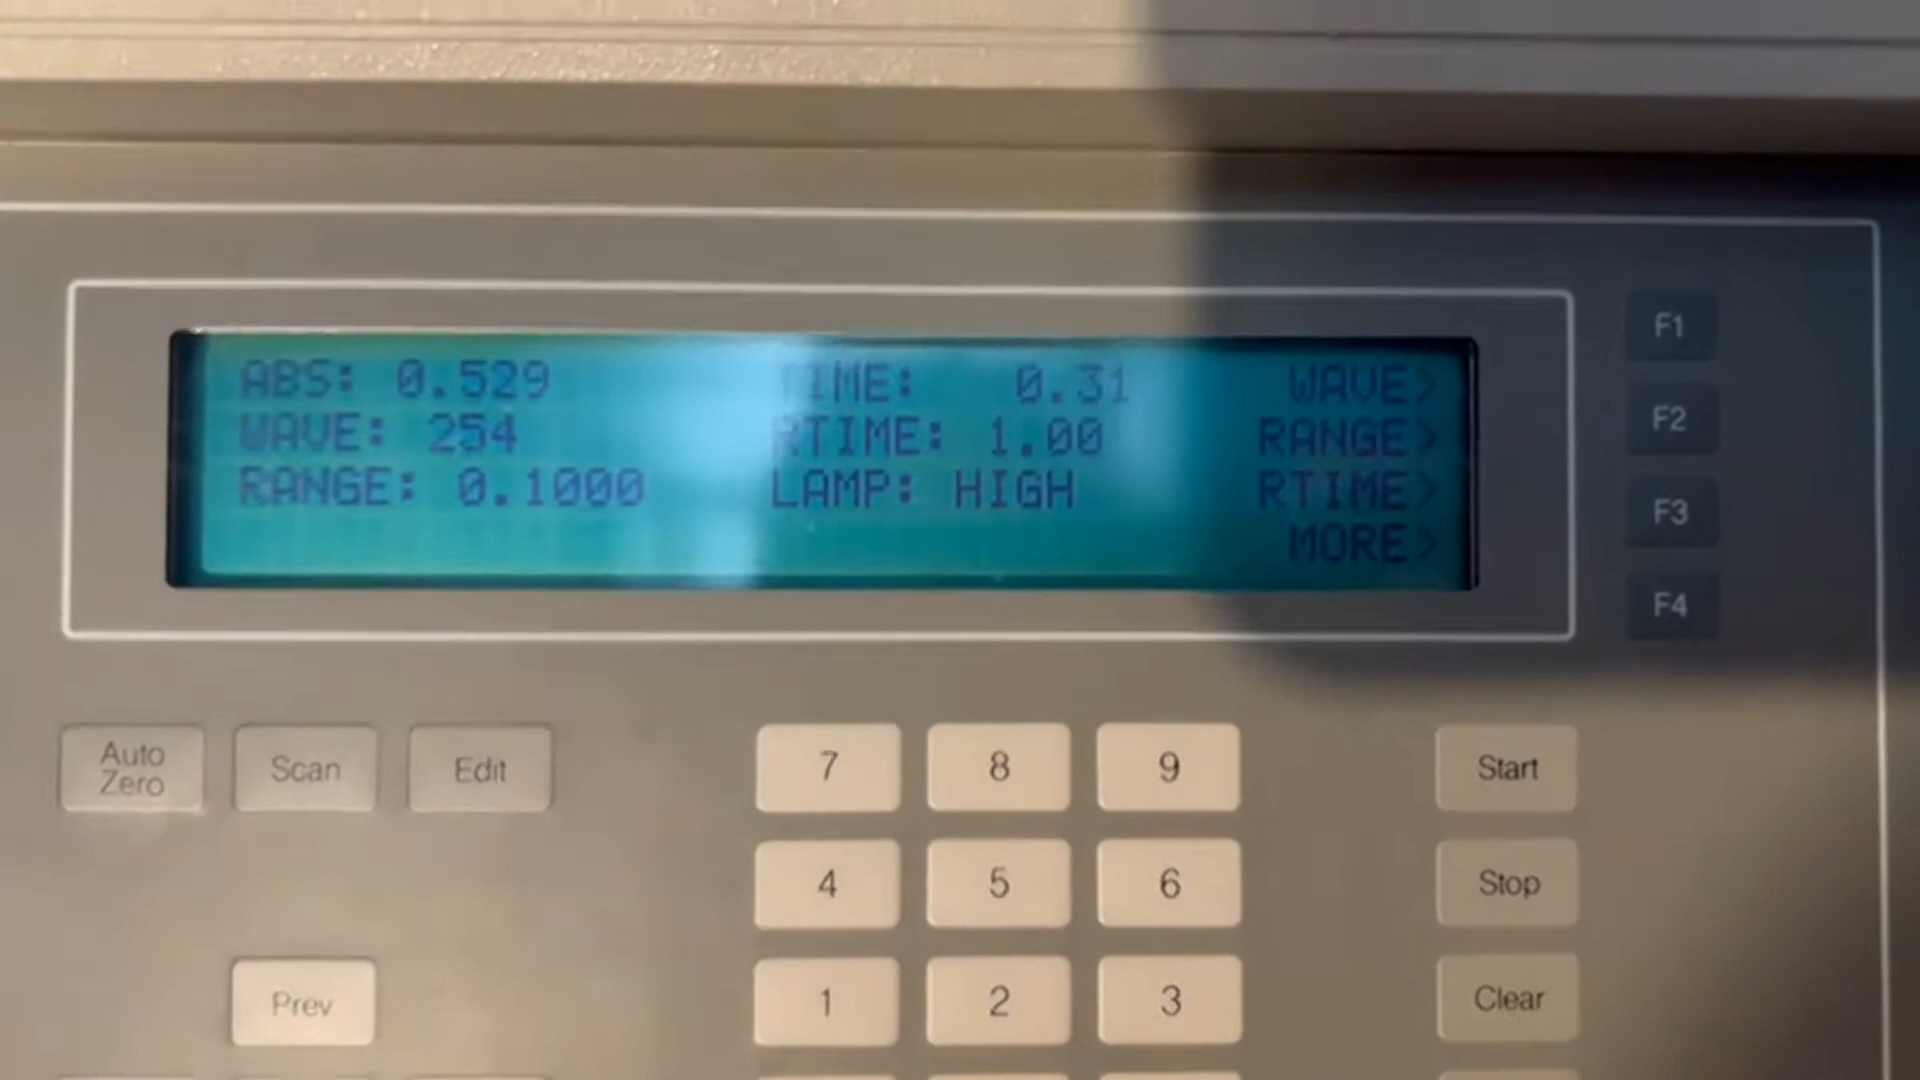 ABS: 0.529 TIME: 0.31 WAVE>
WAVE: 254 RTIME: 1.00 RANGE>
RANGE: 0.1000 LAMP: HIGH RTIME>
MORE>
F1
F2
F3
F4
Auto Zero
Scan
Edit
7
8
9
Start
4
5
6
Stop
Prev
1
2
3
Clear